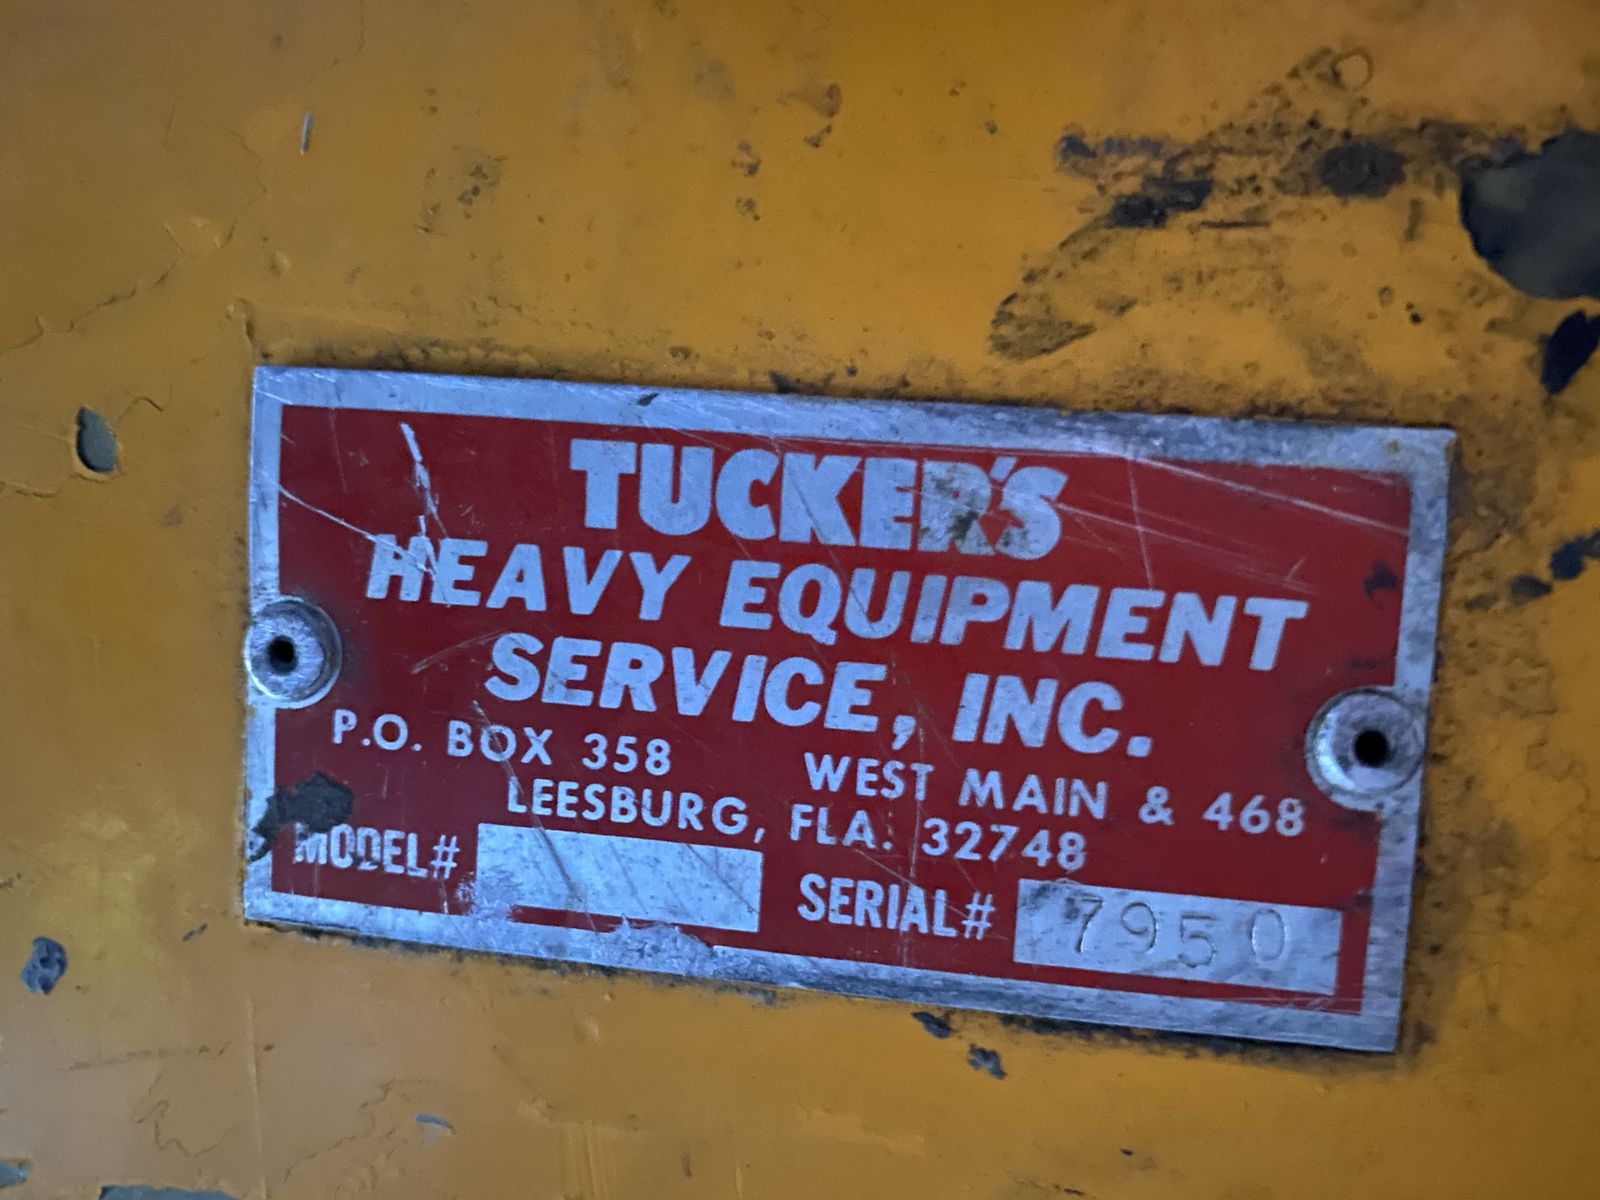 TUCKER'S
HEAVY EQUIPMENT
SERVICE, INC.
P.O. BOX 358 WEST MAIN & 468
LEESBURG, FLA. 32748
MODEL# SERIAL# 7950